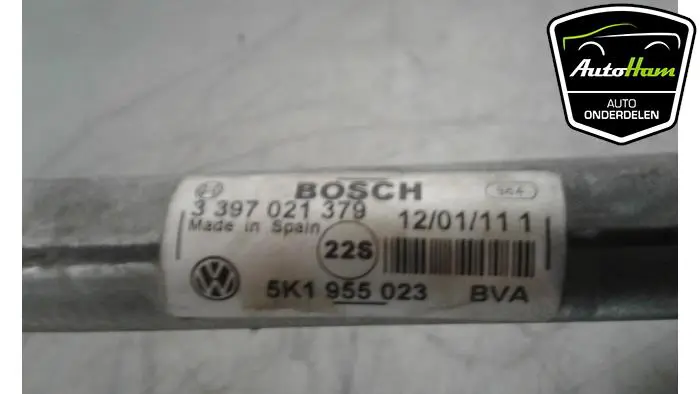 AutoHam
AUTO
ONDERDELEN
BOSCH
3 397 021 379
12/01/11 1
Made in Spain
22S
VW
5K1 955 023 BVA